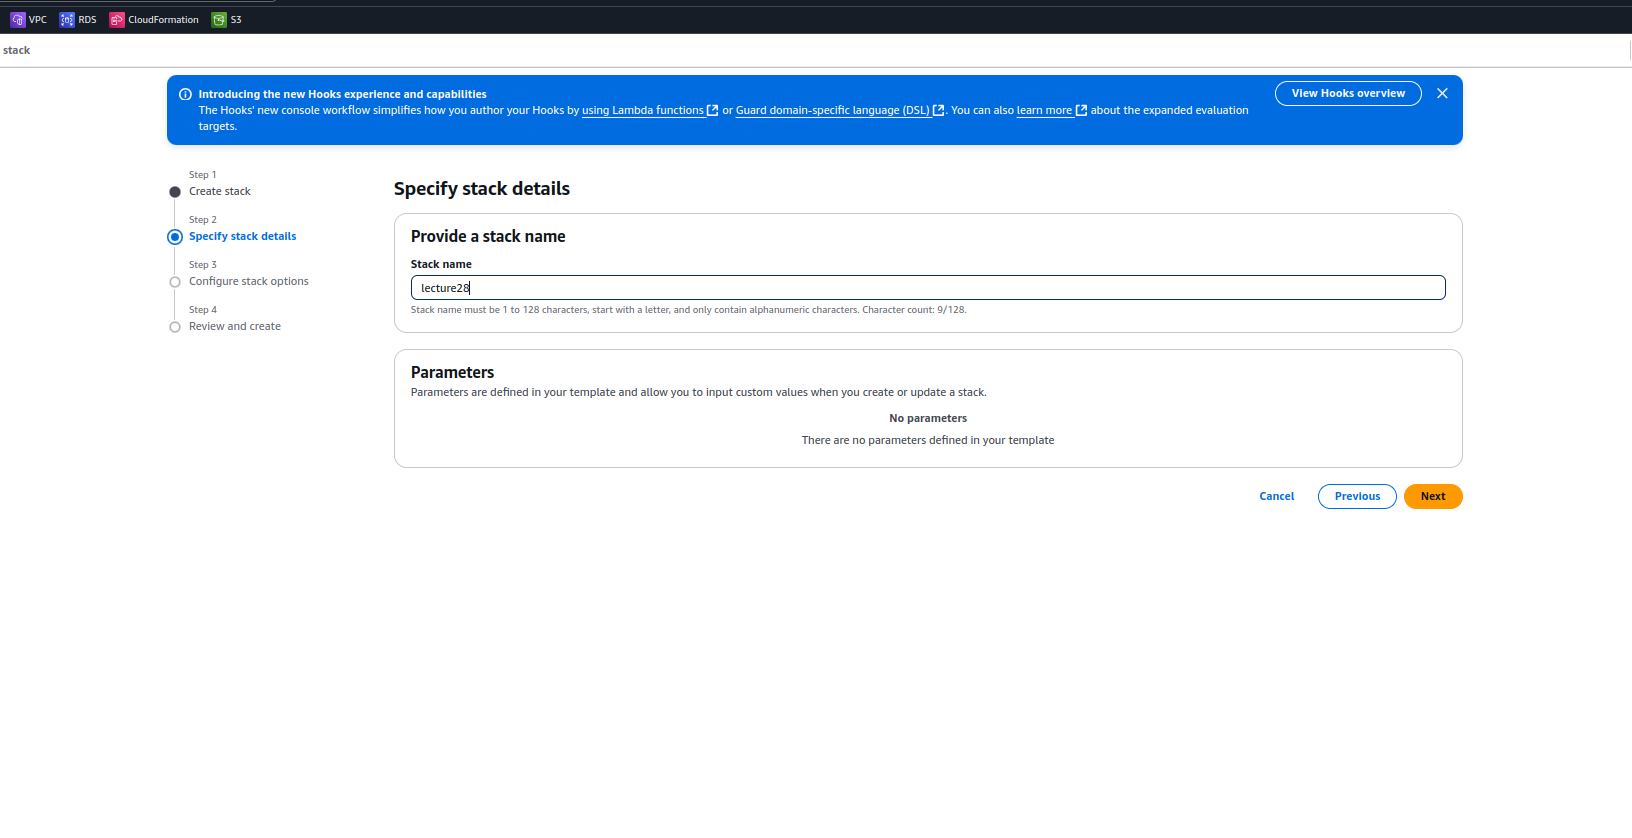 VPC RDS CloudFormation S3
stack
Introducing the new Hooks experience and capabilities
The Hooks' new console workflow simplifies how you author your Hooks by using Lambda functions or Guard domain-specific language (DSL). You can also learn more about the expanded evaluation
targets.
View Hooks overview
Step 1
Create stack
Step 2
Specify stack details
Step 3
Configure stack options
Step 4
Review and create
Specify stack details
Provide a stack name
Stack name
lecture28
Stack name must be 1 to 128 characters, start with a letter, and only contain alphanumeric characters. Character count: 9/128.
Parameters
Parameters are defined in your template and allow you to input custom values when you create or update a stack.
No parameters
There are no parameters defined in your template
Cancel Previous Next